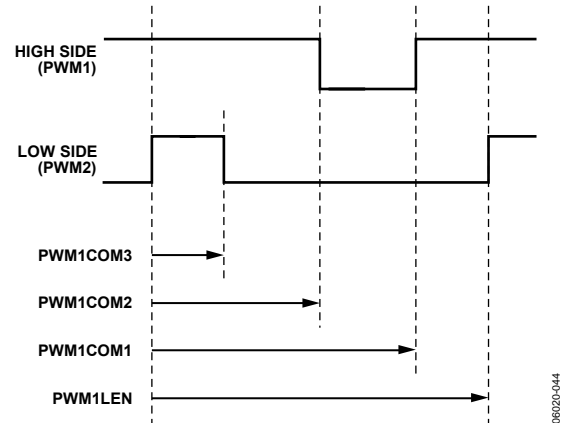 HIGH SIDE
(PWM1)
LOW SIDE
(PWM2)
PWM1COM3
PWM1COM2
PWM1COM1
PWM1LEN
06020-044